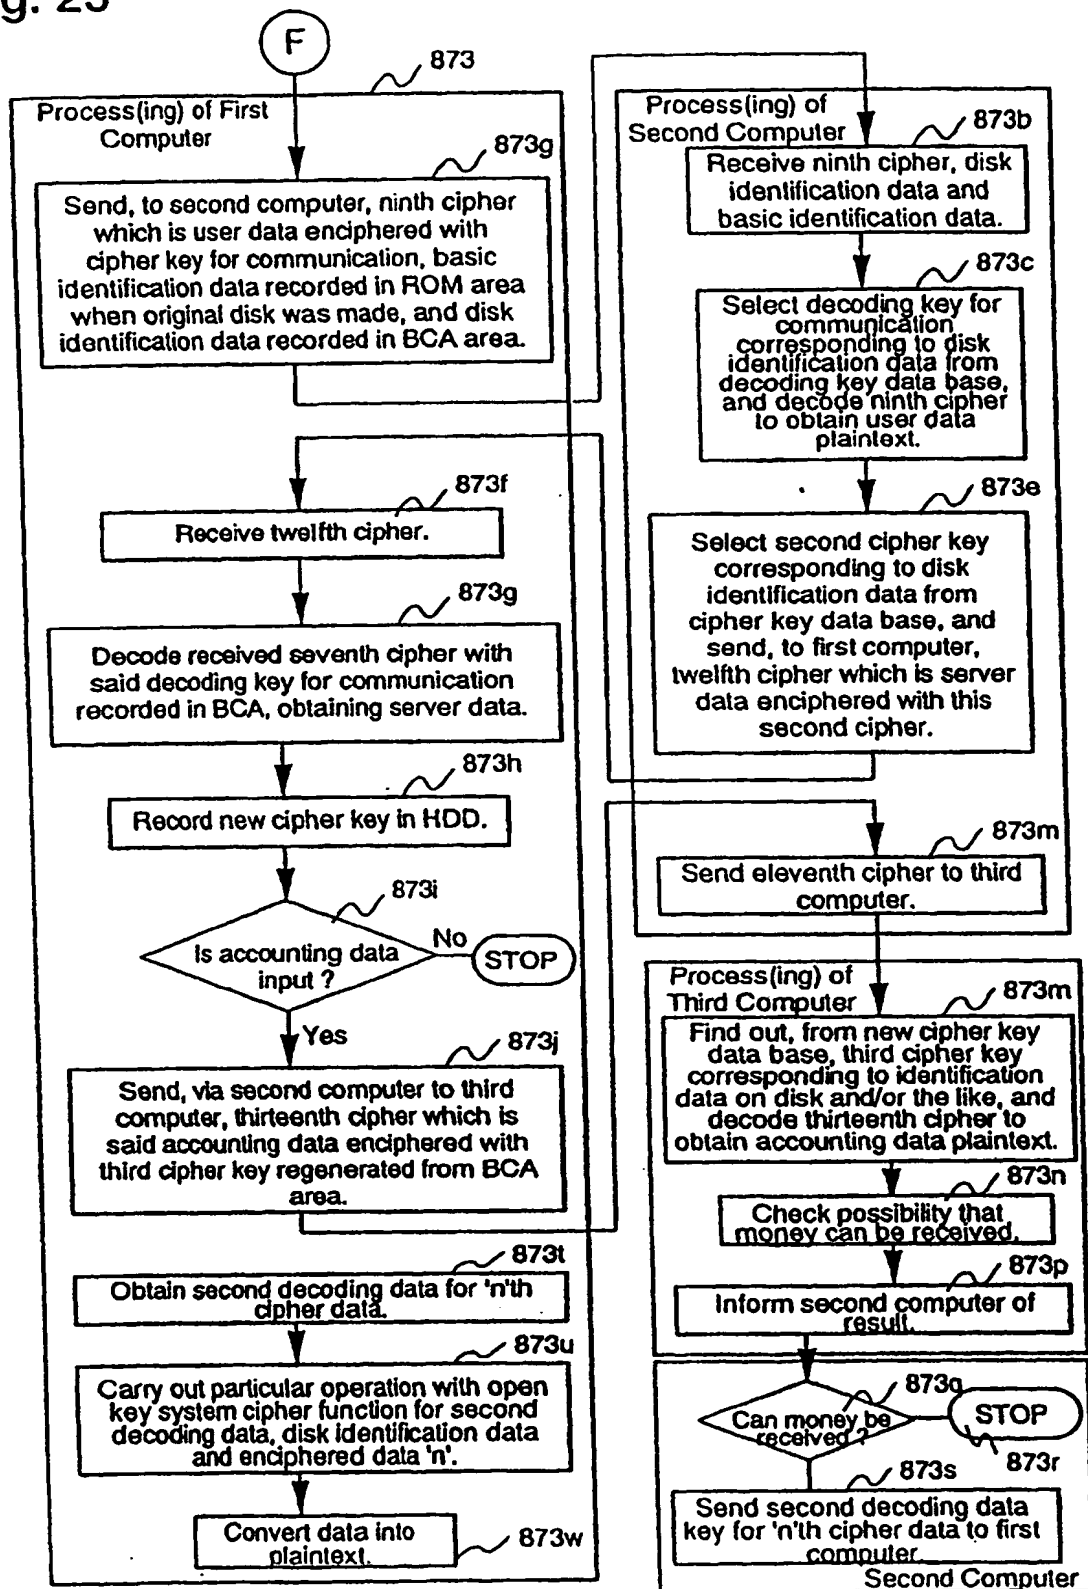 g. 23
F
873
Process(ing) of First
Computer
873g
Send, to second computer, ninth cipher
which is user data enciphered with
cipher key for communication, basic
identification data recorded in ROM area
when original disk was made, and disk
identification data recorded in BCA area.
873f
Receive twelfth cipher.
873g
Decode received seventh cipher with
said decoding key for communication
recorded in BCA, obtaining server data.
873h
Record new cipher key in HDD.
873i
Is accounting data
input ?
No
STOP
Yes
873j
Send, via second computer to third
computer, thirteenth cipher which is
said accounting data enciphered with
third cipher key regenerated from BCA
area.
873t
Obtain second decoding data for 'n'th
cipher data.
873u
Carry out particular operation with open
key system cipher function for second
decoding data, disk identification data
and enciphered data 'n'.
Convert data into
plaintext.
873w
Process(ing) of
Second Computer
873b
Receive ninth cipher, disk
identification data and
basic identification data.
873c
Select decoding key for
communication
corresponding to disk
identification data from
decoding key data base,
and decode ninth cipher
to obtain user data
plaintext.
873e
Select second cipher key
corresponding to disk
identification data from
cipher key data base, and
send, to first computer,
twelfth cipher which is server
data enciphered with this
second cipher.
873m
Send eleventh cipher to third
computer.
Process(ing) of
Third Computer
873m
Find out, from new cipher key
data base, third cipher key
corresponding to identification
data on disk and/or the like, and
decode thirteenth cipher to
obtain accounting data plaintext.
873n
Check possibility that
money can be received.
873p
Inform second computer of
result.
873q
Can money be
received ?
STOP
873r
873s
Send second decoding data
key for 'n'th cipher data to first
computer.
Second Computer